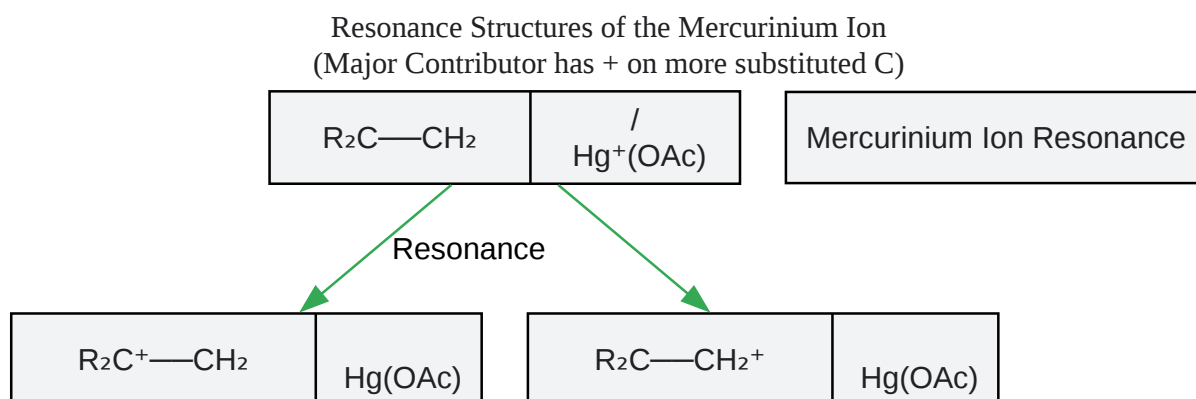 Resonance Structures of the Mercurinium Ion
(Major Contributor has + on more substituted C)
R₂C──CH₂
/
Hg⁺(OAc)
Mercurinium Ion Resonance
Resonance
R₂C⁺──CH₂
Hg(OAc)
R₂C──CH₂⁺
Hg(OAc)